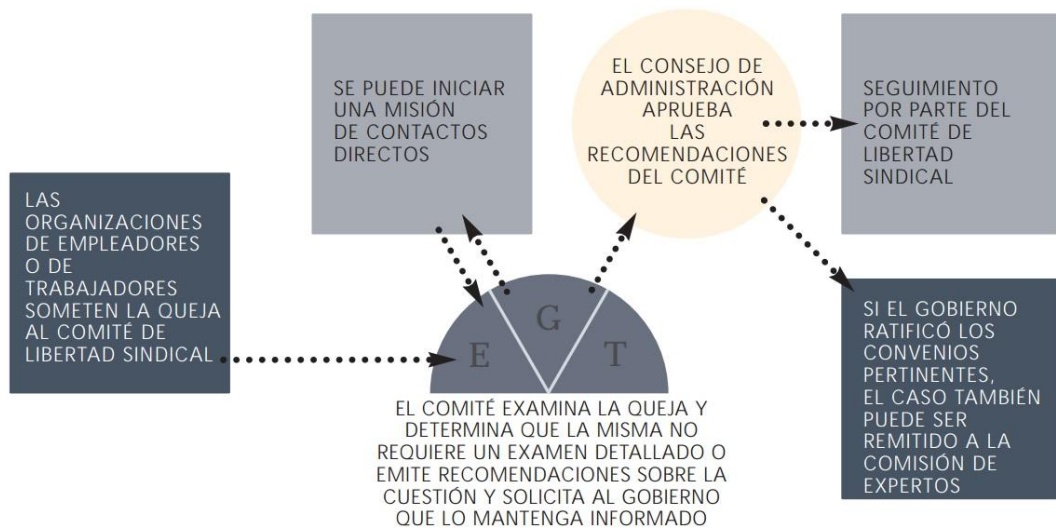 LAS
ORGANIZACIONES
DE EMPLEADORES
O DE
TRABAJADORES
SOMETEN LA QUEJA
AL COMITÉ DE
LIBERTAD SINDICAL
SE PUEDE INICIAR
UNA MISIÓN
DE CONTACTOS
DIRECTOS
E
G
T
EL COMITÉ EXAMINA LA QUEJA Y
DETERMINA QUE LA MISMA NO
REQUIERE UN EXAMEN DETALLADO O
EMITE RECOMENDACIONES SOBRE LA
CUESTIÓN Y SOLICITA AL GOBIERNO
QUE LO MANTENGA INFORMADO
EL CONSEJO DE
ADMINISTRACIÓN
APRUEBA
LAS
RECOMENDACIONES
DEL COMITÉ
SEGUIMIENTO
POR PARTE DEL
COMITÉ DE
LIBERTAD
SINDICAL
SI EL GOBIERNO
RATIFICÓ LOS
CONVENIOS
PERTINENTES,
EL CASO TAMBIÉN
PUEDE SER
REMITIDO A LA
COMISIÓN DE
EXPERTOS